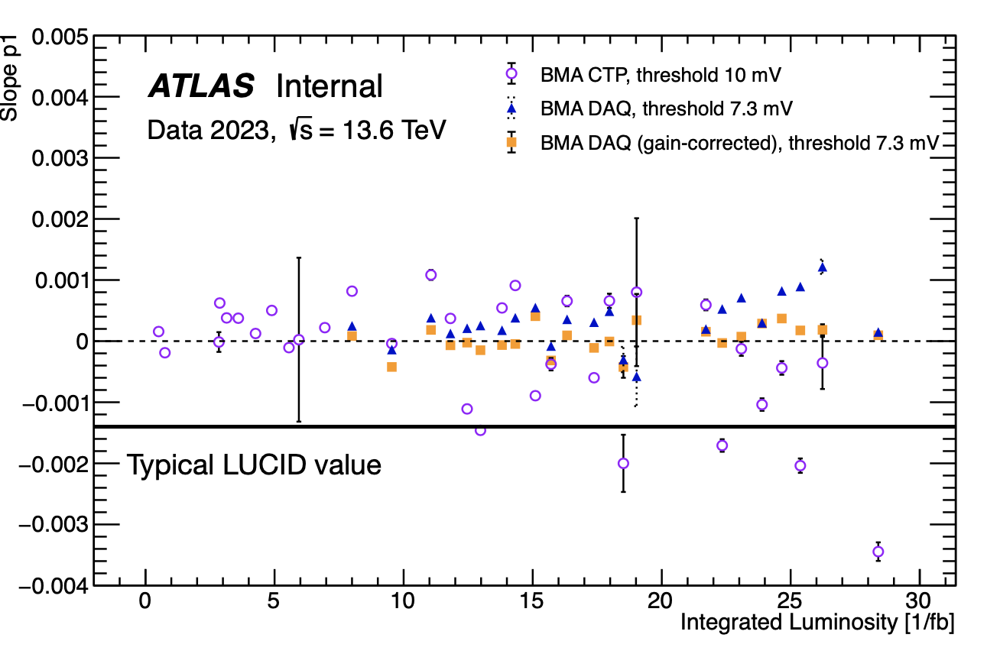 Slope p1
0.005
0.004
0.003
0.002
0.001
0
−0.001
−0.002
−0.003
−0.004
ATLAS Internal
Data 2023, √s = 13.6 TeV
BMA CTP, threshold 10 mV
BMA DAQ, threshold 7.3 mV
BMA DAQ (gain-corrected), threshold 7.3 mV
Typical LUCID value
0 5 10 15 20 25 30
Integrated Luminosity [1/fb]